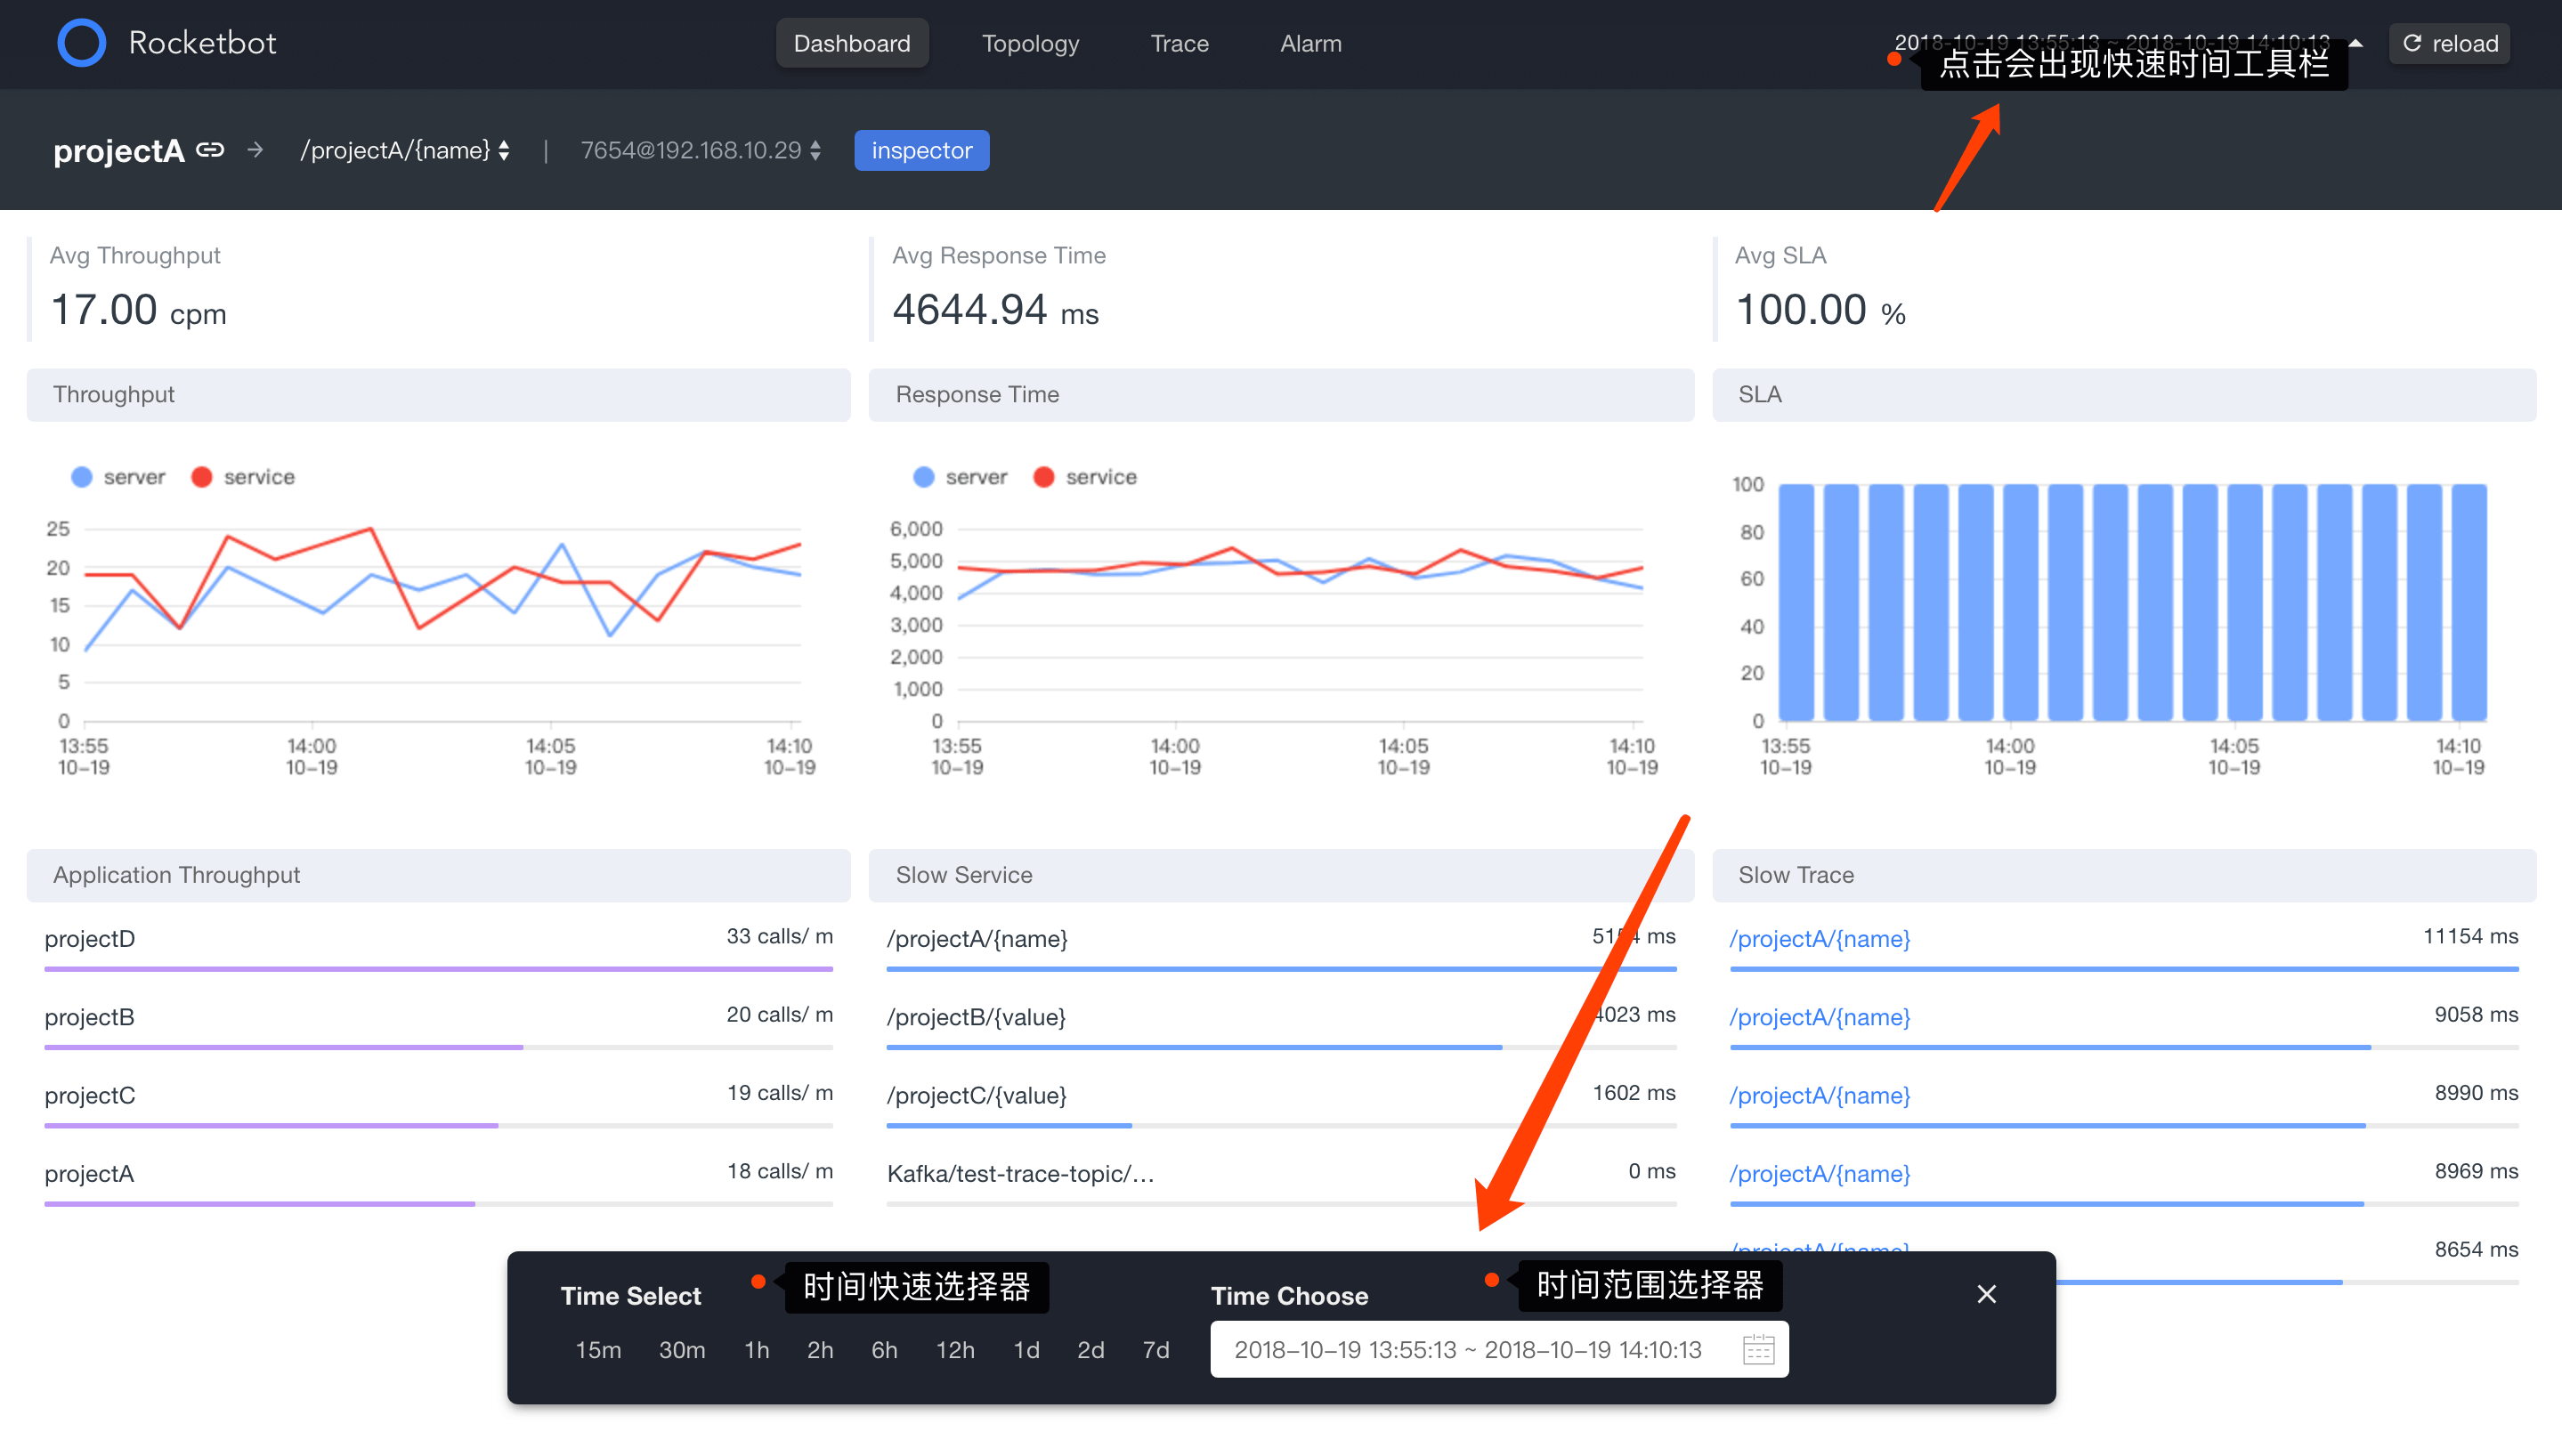 Rocketbot
Dashboard Topology Trace Alarm
2018-10-19 13:55:13 ~ 2018-10-19 14:10:13
reload
点击会出现快速时间工具栏
projectA /projectA/{name} | 7654@192.168.10.29 inspector
Avg Throughput
17.00 cpm
Avg Response Time
4644.94 ms
Avg SLA
100.00 %
Throughput
server service
25
20
15
10
5
0
13:55 14:00 14:05 14:10
10-19 10-19 10-19 10-19
Response Time
server service
6,000
5,000
4,000
3,000
2,000
1,000
0
13:55 14:00 14:05 14:10
10-19 10-19 10-19 10-19
SLA
100
80
60
40
20
0
13:55 14:00 14:05 14:10
10-19 10-19 10-19 10-19
Application Throughput
projectD 33 calls/ m
projectB 20 calls/ m
projectC 19 calls/ m
projectA 18 calls/ m
Slow Service
/projectA/{name} 5154 ms
/projectB/{value} 4023 ms
/projectC/{value} 1602 ms
Kafka/test-trace-topic/... 0 ms
Slow Trace
/projectA/{name} 11154 ms
/projectA/{name} 9058 ms
/projectA/{name} 8990 ms
/projectA/{name} 8969 ms
/projectA/{name} 8654 ms
Time Select
时间快速选择器
15m 30m 1h 2h 6h 12h 1d 2d 7d
Time Choose
时间范围选择器
2018-10-19 13:55:13 ~ 2018-10-19 14:10:13